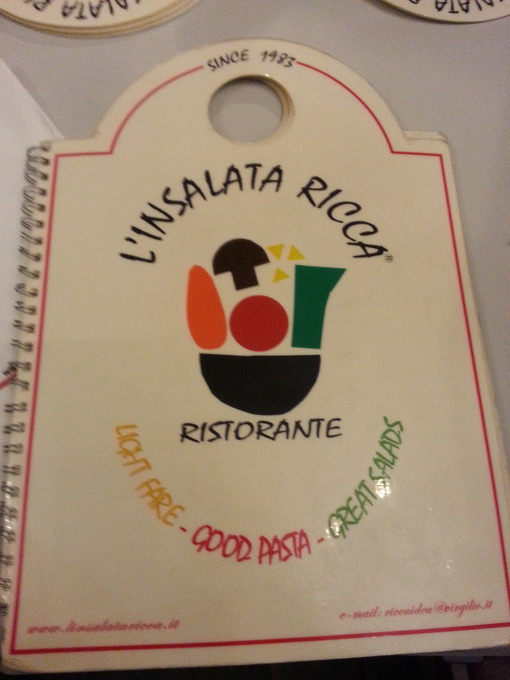 SINCE 1983
L'INSALATA RICCA®
RISTORANTE
LIGHT FARE - GOOD PASTA - GREAT SALADS
www.linsalataricca.it
e-mail: riccaidea@virgilio.it